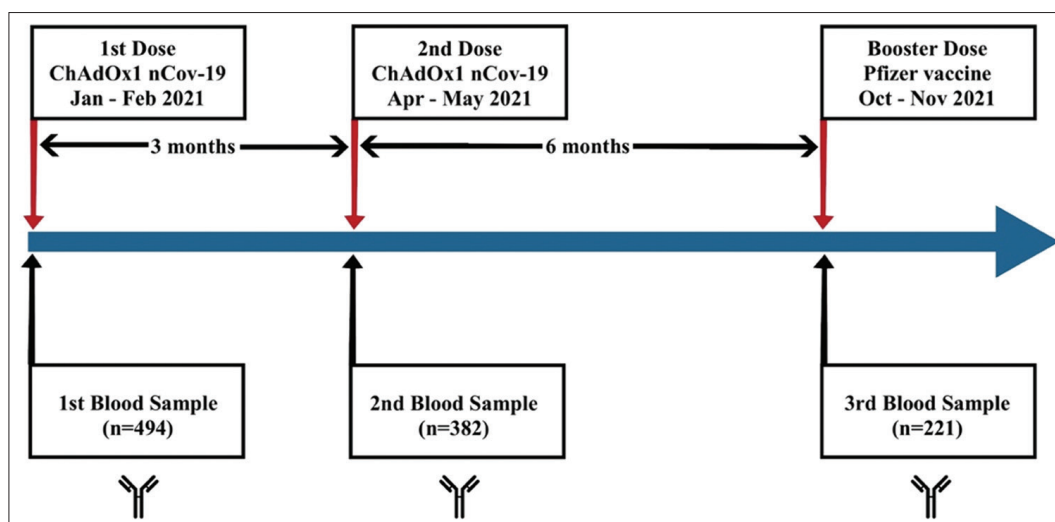 1st Dose
ChAdOx1 nCov-19
Jan - Feb 2021
2nd Dose
ChAdOx1 nCov-19
Apr - May 2021
Booster Dose
Pfizer vaccine
Oct - Nov 2021
3 months
6 months
1st Blood Sample
(n=494)
2nd Blood Sample
(n=382)
3rd Blood Sample
(n=221)